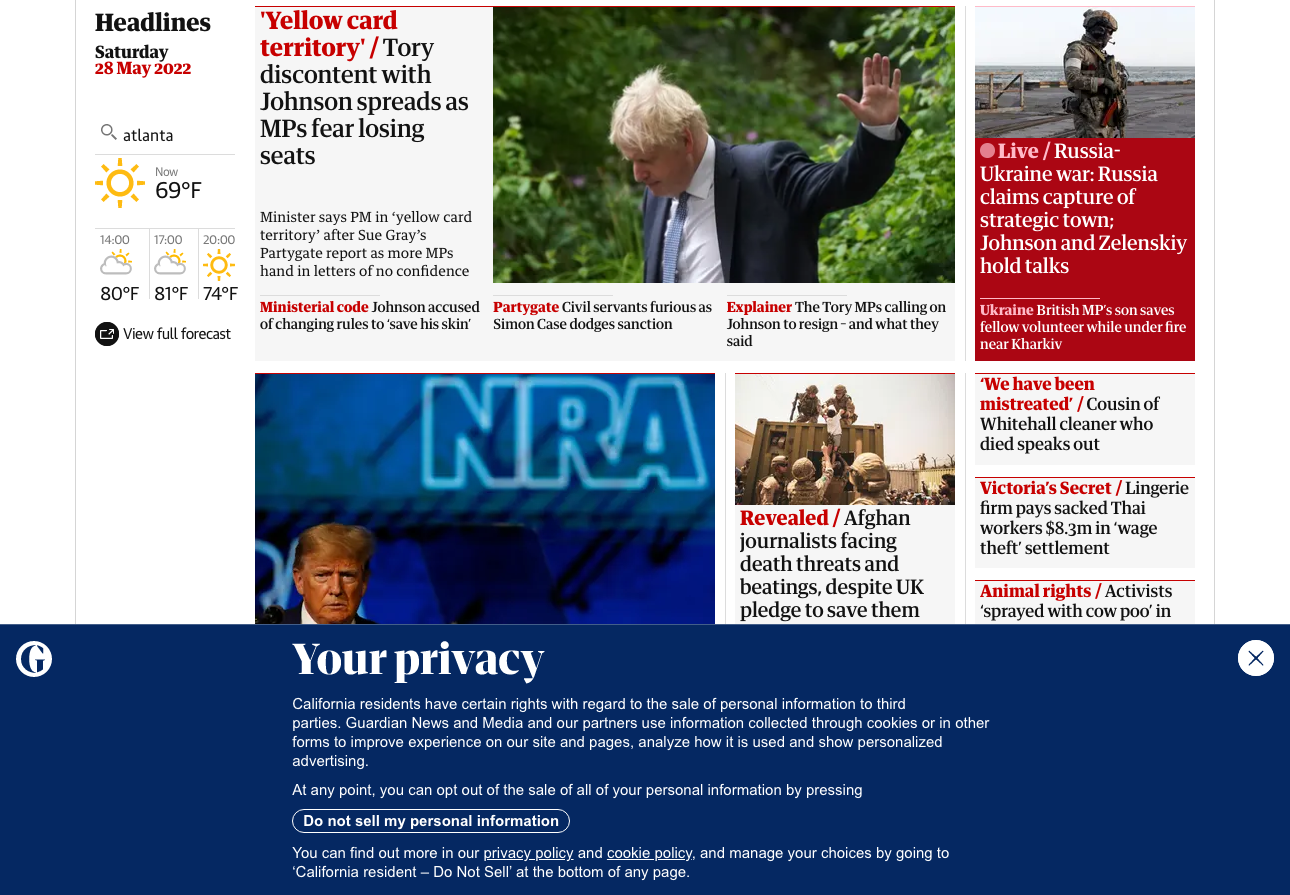 Headlines
Saturday
28 May 2022
atlanta
Now
69°F
14:00
17:00
20:00
80°F
81°F
74°F
View full forecast
'Yellow card
territory' / Tory
discontent with
Johnson spreads as
MPs fear losing
seats
Minister says PM in ‘yellow card
territory’ after Sue Gray’s
Partygate report as more MPs
hand in letters of no confidence
Ministerial code Johnson accused
of changing rules to ‘save his skin’
Partygate Civil servants furious as
Simon Case dodges sanction
Explainer The Tory MPs calling on
Johnson to resign – and what they
said
Live / Russia-
Ukraine war: Russia
claims capture of
strategic town;
Johnson and Zelenskiy
hold talks
Ukraine British MP’s son saves
fellow volunteer while under fire
near Kharkiv
NRA
Revealed / Afghan
journalists facing
death threats and
beatings, despite UK
pledge to save them
‘We have been
mistreated’ / Cousin of
Whitehall cleaner who
died speaks out
Victoria’s Secret / Lingerie
firm pays sacked Thai
workers $8.3m in ‘wage
theft’ settlement
Animal rights / Activists
‘sprayed with cow poo’ in
G
Your privacy
California residents have certain rights with regard to the sale of personal information to third
parties. Guardian News and Media and our partners use information collected through cookies or in other
forms to improve experience on our site and pages, analyze how it is used and show personalized
advertising.
At any point, you can opt out of the sale of all of your personal information by pressing
Do not sell my personal information
You can find out more in our privacy policy and cookie policy, and manage your choices by going to
‘California resident – Do Not Sell’ at the bottom of any page.